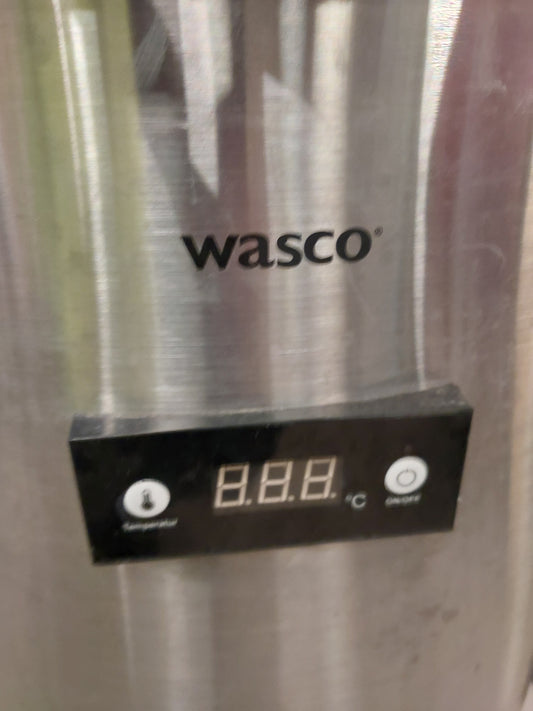 wasco®
8.8.8.
°C
Temperatur
ON/OFF